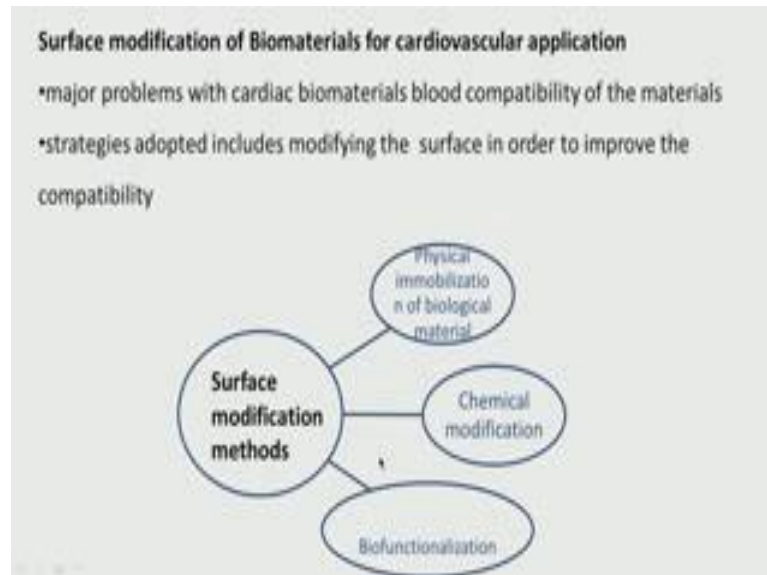 Surface modification of Biomaterials for cardiovascular application
•major problems with cardiac biomaterials blood compatibility of the materials
•strategies adopted includes modifying the surface in order to improve the
compatibility
Physical
immobilizatio
n of biological
material
Surface
modification
methods
Chemical
modification
Biofunctionalization